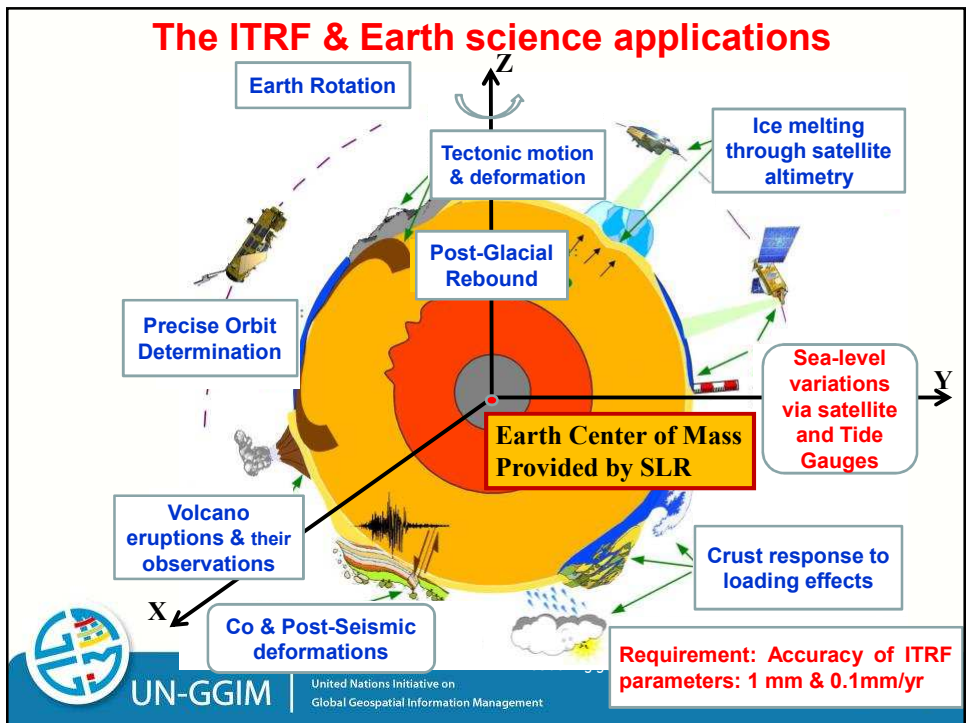 The ITRF & Earth science applications
Z
Earth Rotation
Ice melting
through satellite
altimetry
Tectonic motion
& deformation
Post-Glacial
Rebound
Precise Orbit
Determination
Sea-level
variations
via satellite
and Tide
Gauges
Y
Earth Center of Mass
Provided by SLR
Volcano
eruptions & their
observations
Crust response to
loading effects
X
Co & Post-Seismic
deformations
Requirement: Accuracy of ITRF
parameters: 1 mm & 0.1mm/yr
UN-GGIM
United Nations Initiative on
Global Geospatial Information Management